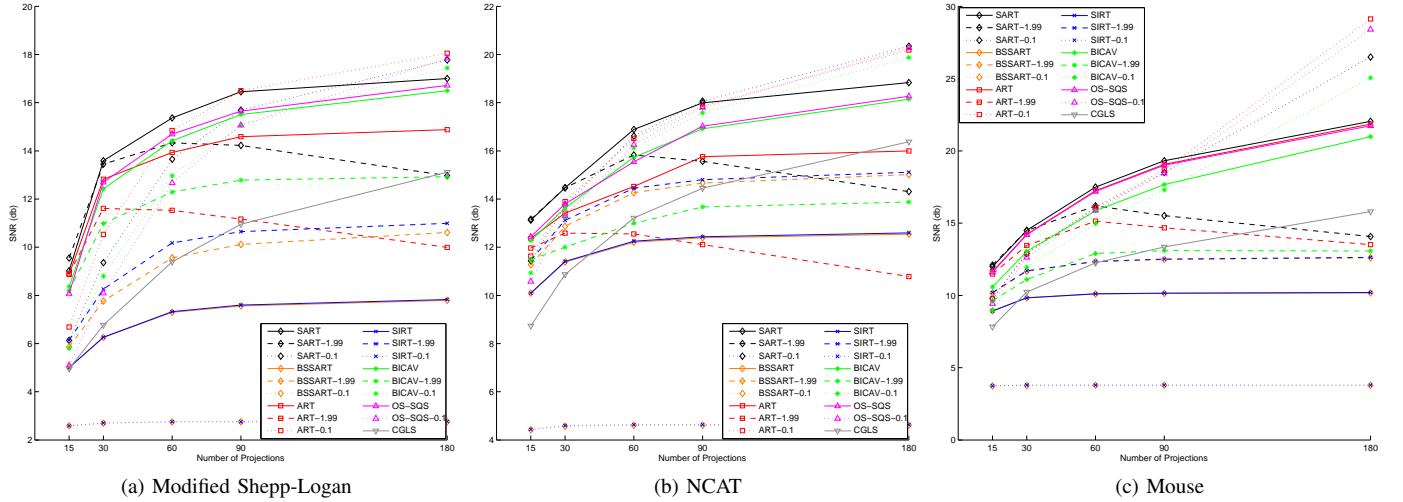 20
18
16
14
12
10
8
6
4
2
SNR (db)
15 30 60 90 180
Number of Projections
SART
SART−1.99
SART−0.1
BSSART
BSSART−1.99
BSSART−0.1
ART
ART−1.99
ART−0.1
SIRT
SIRT−1.99
SIRT−0.1
BICAV
BICAV−1.99
BICAV−0.1
OS−SQS
OS−SQS−0.1
CGLS
(a) Modified Shepp-Logan
22
20
18
16
14
12
10
8
6
4
SNR (db)
15 30 60 90 180
Number of Projections
SART
SART−1.99
SART−0.1
BSSART
BSSART−1.99
BSSART−0.1
ART
ART−1.99
ART−0.1
SIRT
SIRT−1.99
SIRT−0.1
BICAV
BICAV−1.99
BICAV−0.1
OS−SQS
OS−SQS−0.1
CGLS
(b) NCAT
30
25
20
15
10
5
0
SNR (db)
15 30 60 90 180
Number of Projections
SART
SART−1.99
SART−0.1
BSSART
BSSART−1.99
BSSART−0.1
ART
ART−1.99
ART−0.1
SIRT
SIRT−1.99
SIRT−0.1
BICAV
BICAV−1.99
BICAV−0.1
OS−SQS
OS−SQS−0.1
CGLS
(c) Mouse